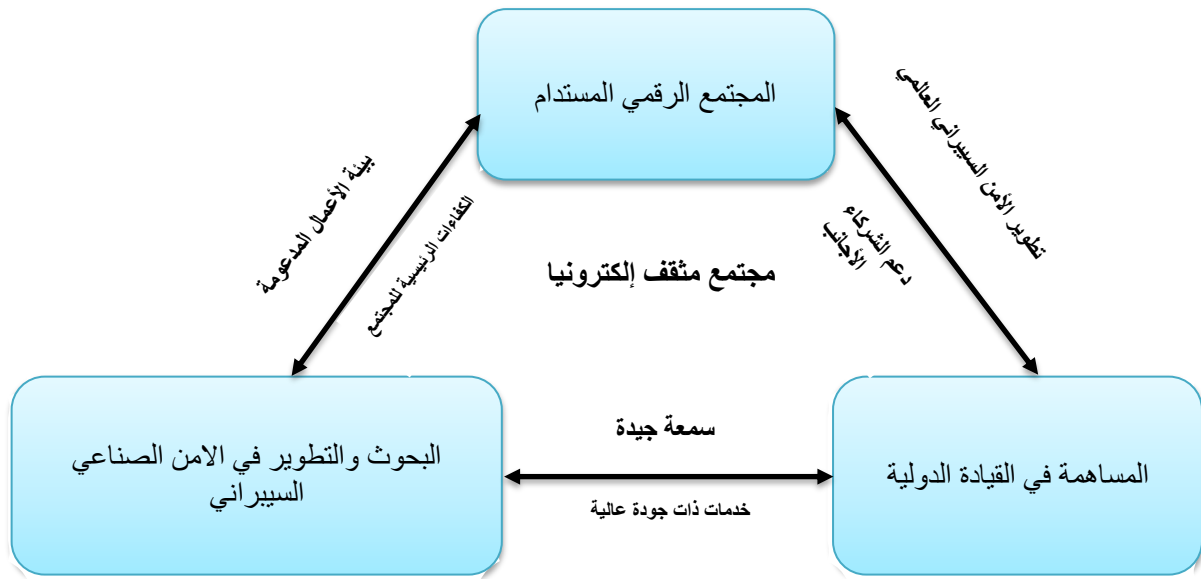 المجتمع الرقمي المستدام
تطوير الأمن السيبراني العالمي
دعم الشركاء
الأجانب
بيئة الأعمال المدعومة
الكفاءات الرئيسية للمجتمع
مجتمع مثقف إلكترونيا
المساهمة في القيادة الدولية
سمعة جيدة
خدمات ذات جودة عالية
البحوث والتطوير في الامن الصناعي
السيبراني